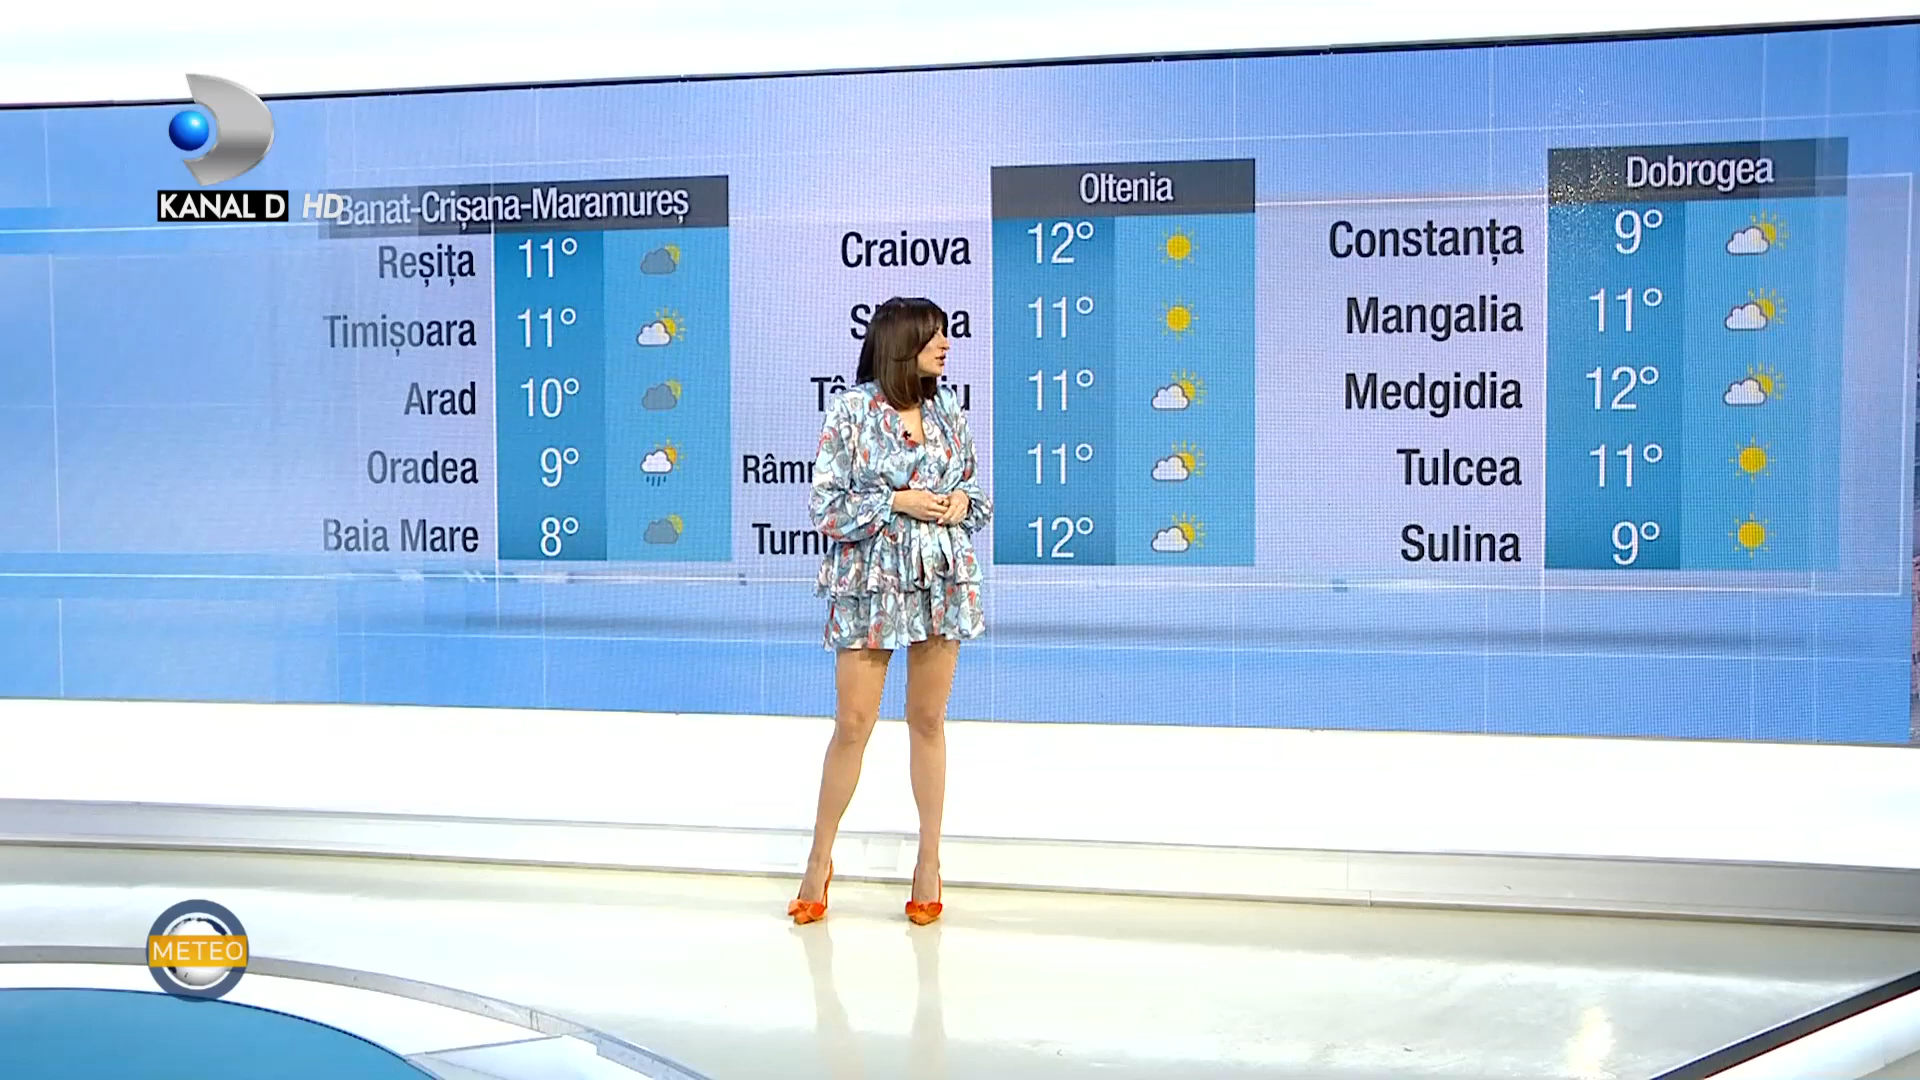 KANAL D HD
Banat-Crișana-Maramureș
Reșița 11°
Timișoara 11°
Arad 10°
Oradea 9°
Baia Mare 8°
Oltenia
Craiova 12°
11°
11°
11°
12°
Dobrogea
Constanța 9°
Mangalia 11°
Medgidia 12°
Tulcea 11°
Sulina 9°
METEO